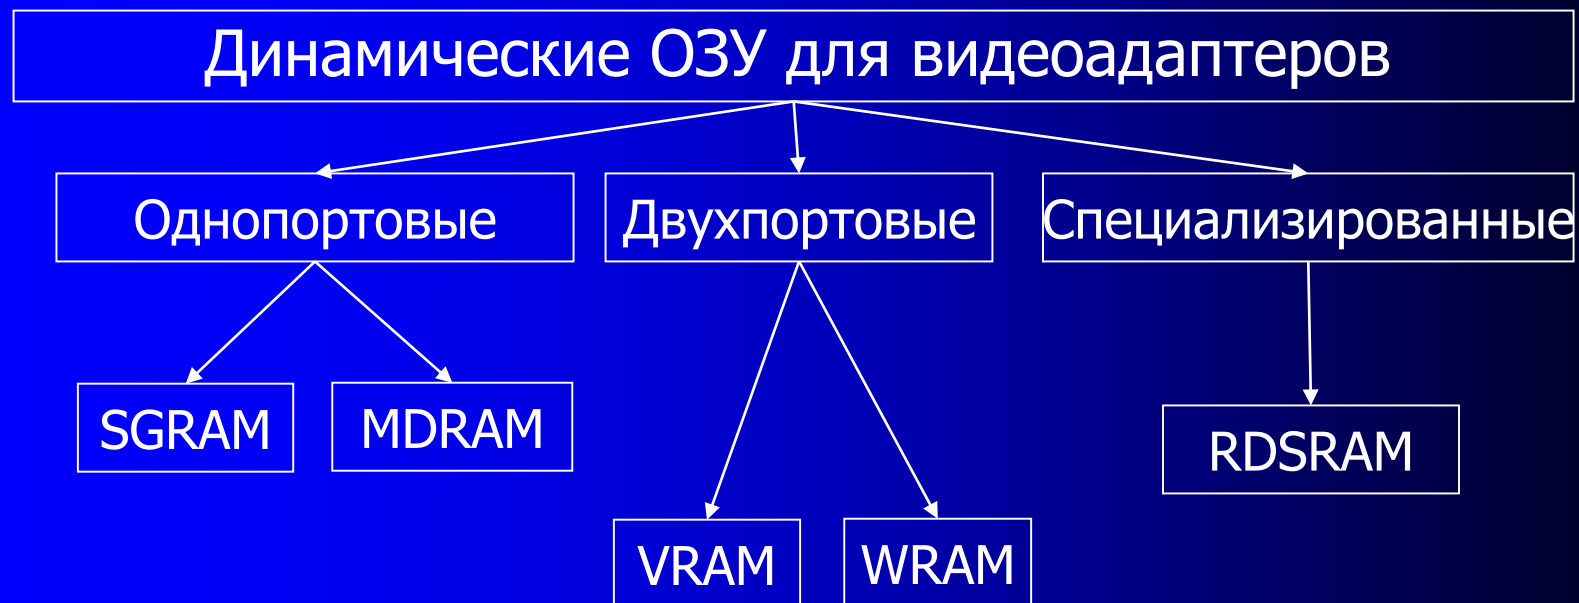 Динамические ОЗУ для видеоадаптеров
Однопортовые
Двухпортовые
Специализированные
SGRAM
MDRAM
RDSRAM
VRAM
WRAM